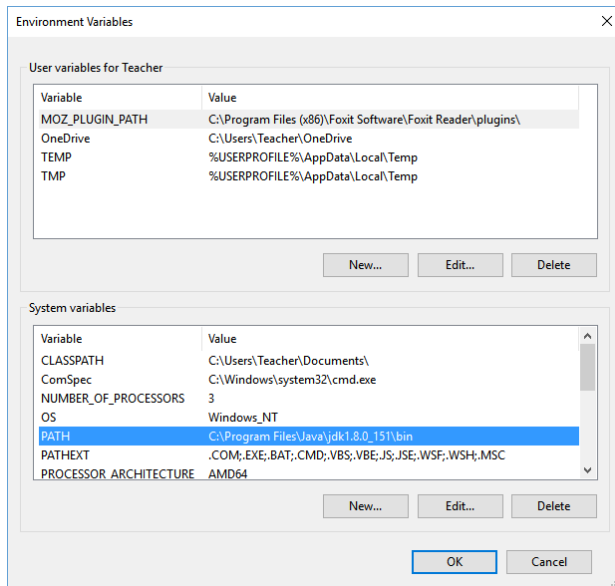 Environment Variables
User variables for Teacher
Variable Value
MOZ_PLUGIN_PATH C:\Program Files (x86)\Foxit Software\Foxit Reader\plugins\
OneDrive C:\Users\Teacher\OneDrive
TEMP %USERPROFILE%\AppData\Local\Temp
TMP %USERPROFILE%\AppData\Local\Temp
New... Edit... Delete
System variables
Variable Value
CLASSPATH C:\Users\Teacher\Documents\
ComSpec C:\Windows\system32\cmd.exe
NUMBER_OF_PROCESSORS 3
OS Windows_NT
PATH C:\Program Files\Java\jdk1.8.0_151\bin
PATHEXT .COM;.EXE;.BAT;.CMD;.VBS;.VBE;.JS;.JSE;.WSF;.WSH;.MSC
PROCESSOR_ARCHITECTURE AMD64
New... Edit... Delete
OK Cancel